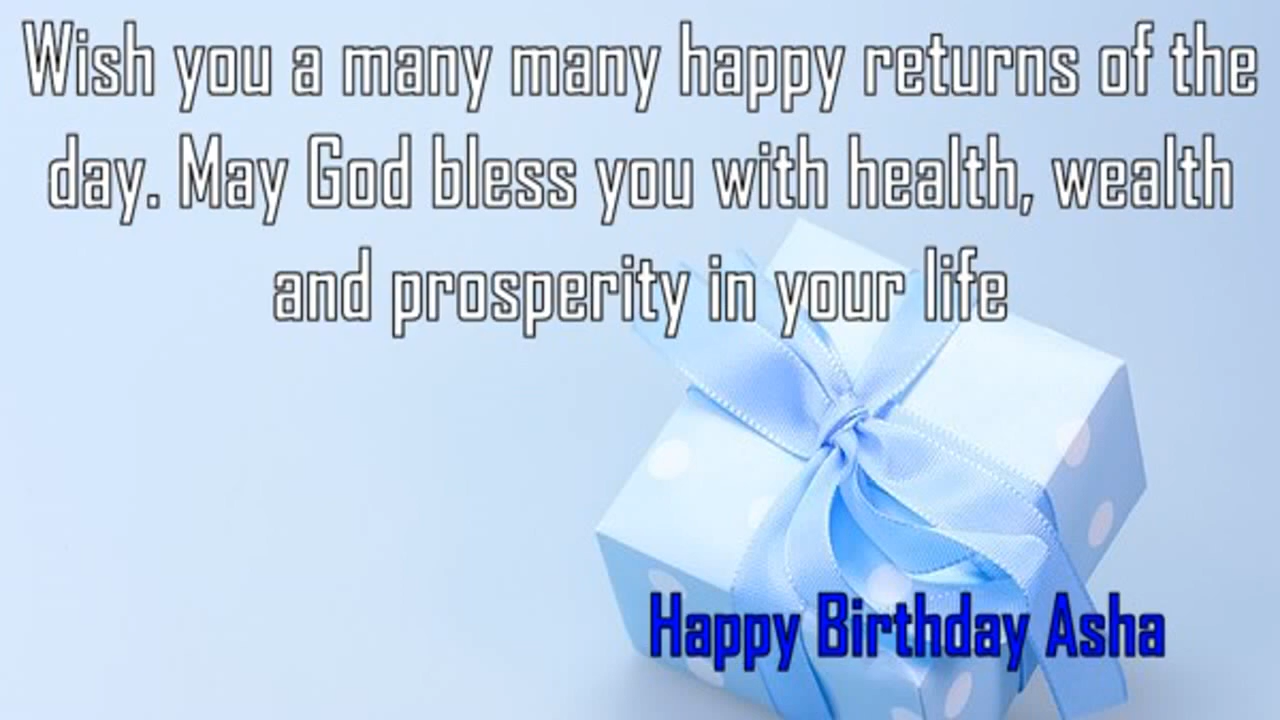 Wish you a many many happy returns of the
day. May God bless you with health, wealth
and prosperity in your life
Happy Birthday Asha